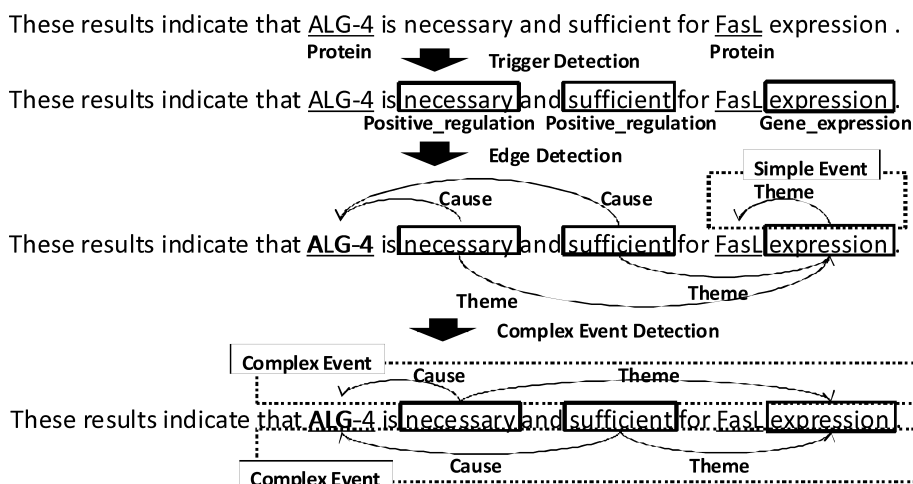 These results indicate that ALG-4 is necessary and sufficient for FasL expression .
Protein Protein
Trigger Detection
These results indicate that ALG-4 is necessary and sufficient for FasL expression .
Positive_regulation Positive_regulation Gene_expression
Edge Detection
Simple Event
Cause Cause Theme
These results indicate that ALG-4 is necessary and sufficient for FasL expression .
Theme Theme
Complex Event Detection
Complex Event
Cause Theme
These results indicate that ALG-4 is necessary and sufficient for FasL expression .
Cause Theme
Complex Event